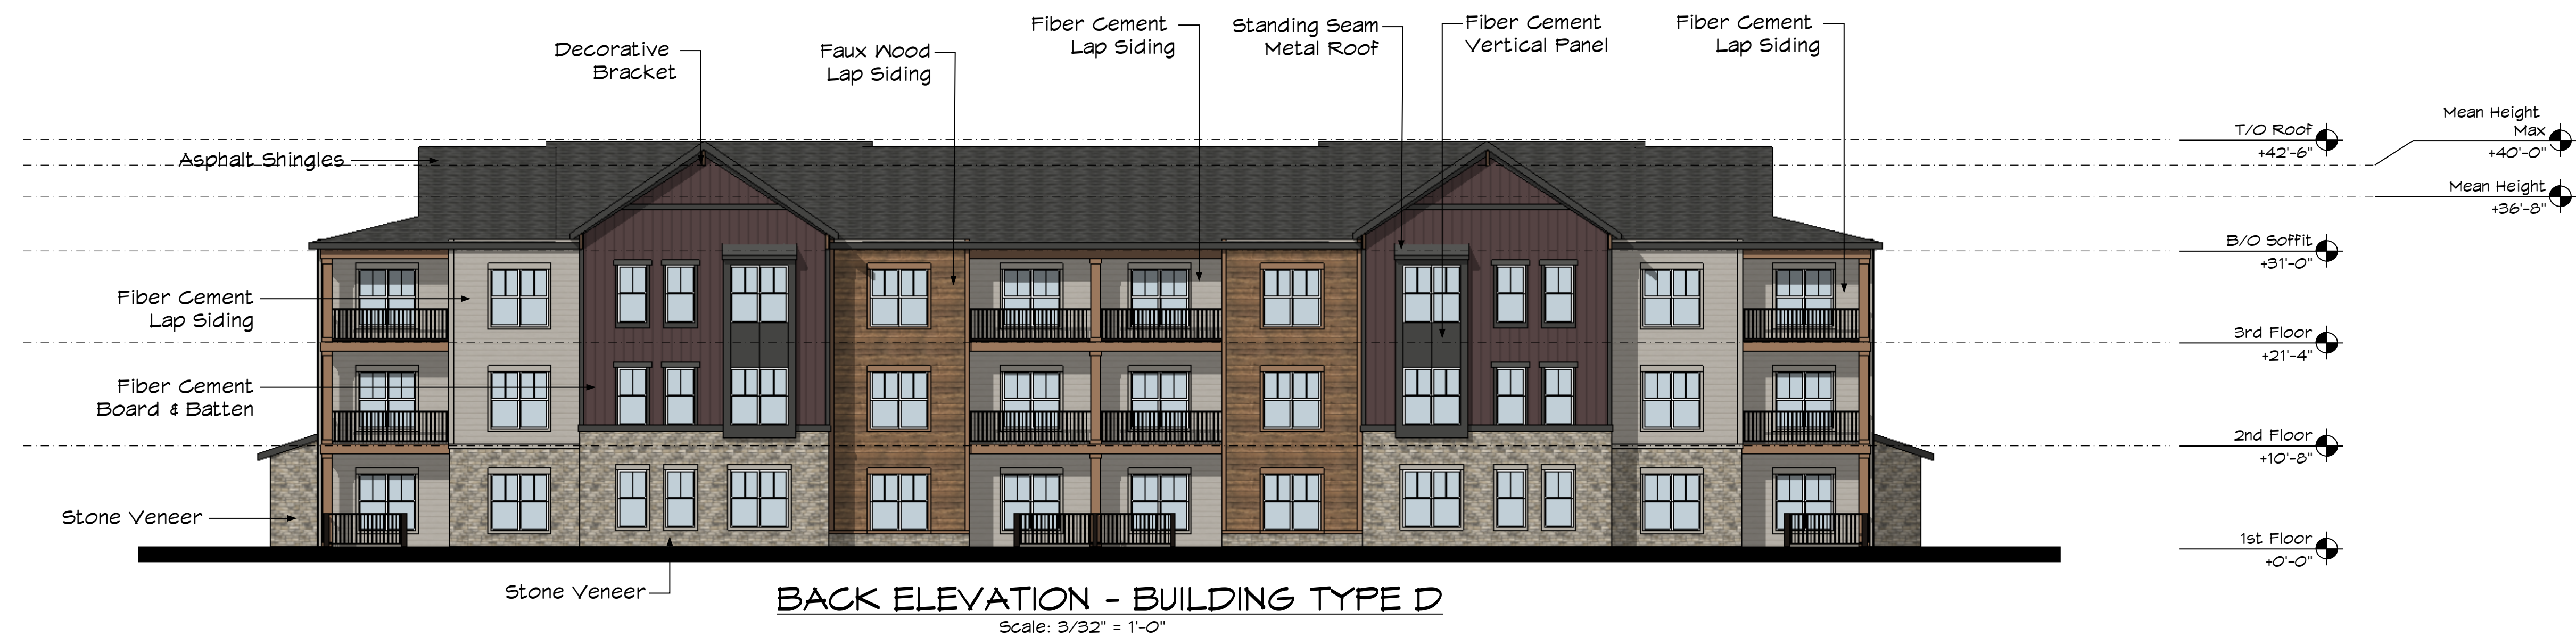 Fiber Cement
Lap Siding
Standing Seam
Metal Roof
Fiber Cement
Vertical Panel
Fiber Cement
Lap Siding
Decorative
Bracket
Faux Wood
Lap Siding
Mean Height
Max
+40'-0"
T/O Roof
+42'-6"
Asphalt Shingles
Mean Height
+36'-8"
B/O Soffit
+31'-0"
Fiber Cement
Lap Siding
3rd Floor
+21'-4"
Fiber Cement
Board & Batten
2nd Floor
+10'-8"
Stone Veneer
1st Floor
+0'-0"
Stone Veneer
BACK ELEVATION - BUILDING TYPE D
Scale: 3/32" = 1'-0"